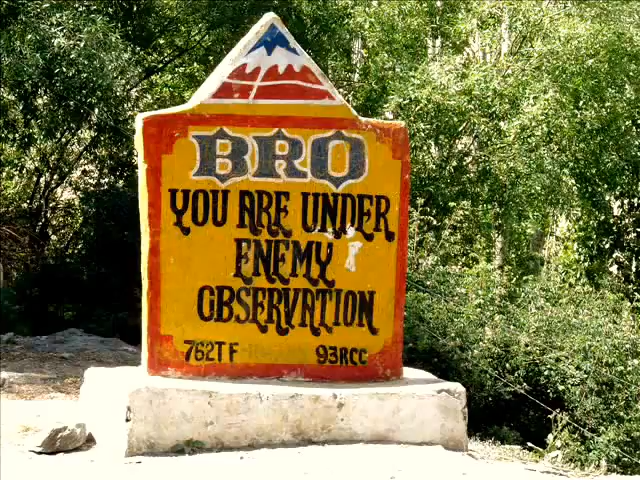 BRO
YOU ARE UNDER
ENEMY
OBSERVATION
762TF 93RCC